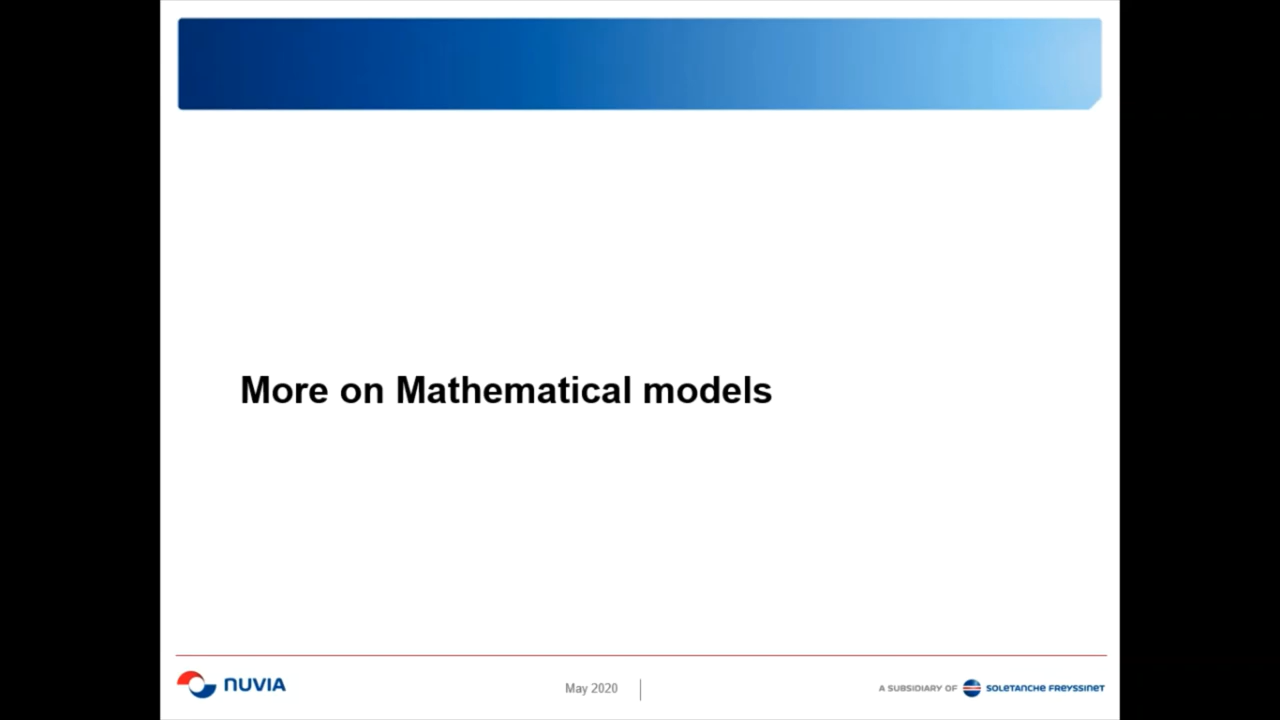 More on Mathematical models
nuvia
May 2020
A SUBSIDIARY OF SOLETANCHE FREYSSINET